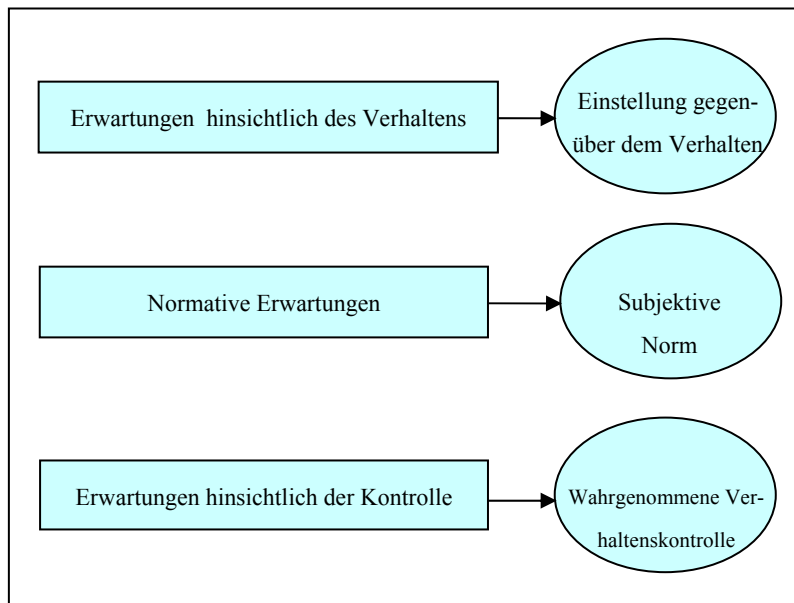 Erwartungen hinsichtlich des Verhaltens
Einstellung gegen-
über dem Verhalten
Normative Erwartungen
Subjektive
Norm
Erwartungen hinsichtlich der Kontrolle
Wahrgenommene Ver-
haltenskontrolle